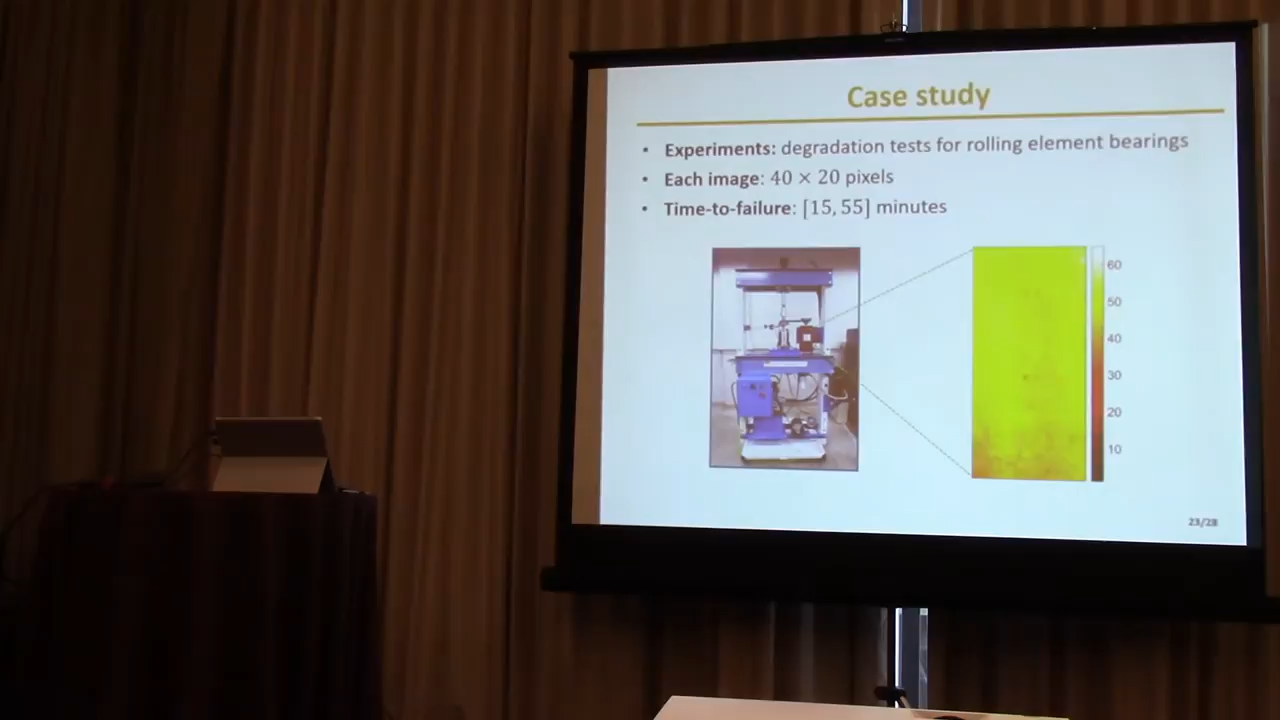 Case study
• Experiments: degradation tests for rolling element bearings
• Each image: 40 × 20 pixels
• Time-to-failure: [15, 55] minutes
60
50
40
30
20
10
23/28